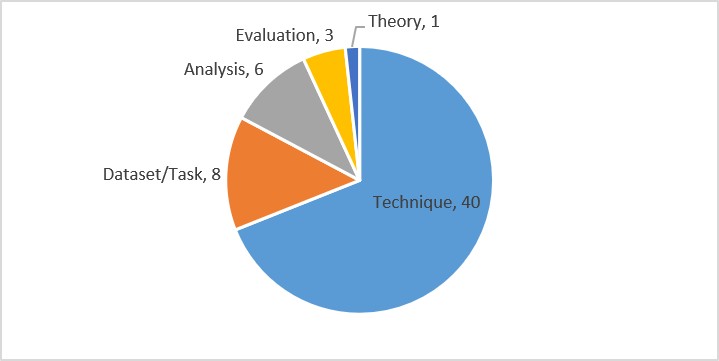 Theory, 1
Evaluation, 3
Analysis, 6
Dataset/Task, 8
Technique, 40